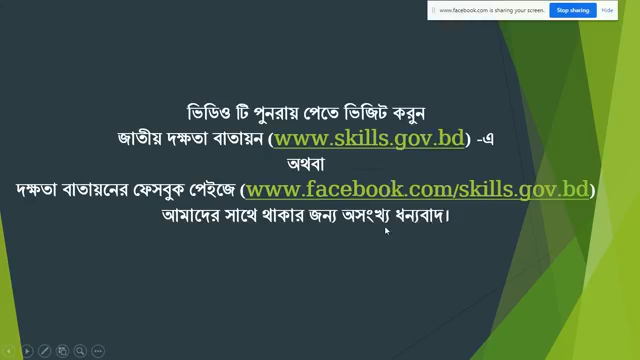 www.facebook.com is sharing your screen. Stop sharing Hide
ভিডিও টি পুনরায় পেতে ভিজিট করুন
জাতীয় দক্ষতা বাতায়ন (www.skills.gov.bd) -এ
অথবা
দক্ষতা বাতায়নের ফেসবুক পেইজে (www.facebook.com/skills.gov.bd)
আমাদের সাথে থাকার জন্য অসংখ্য ধন্যবাদ।